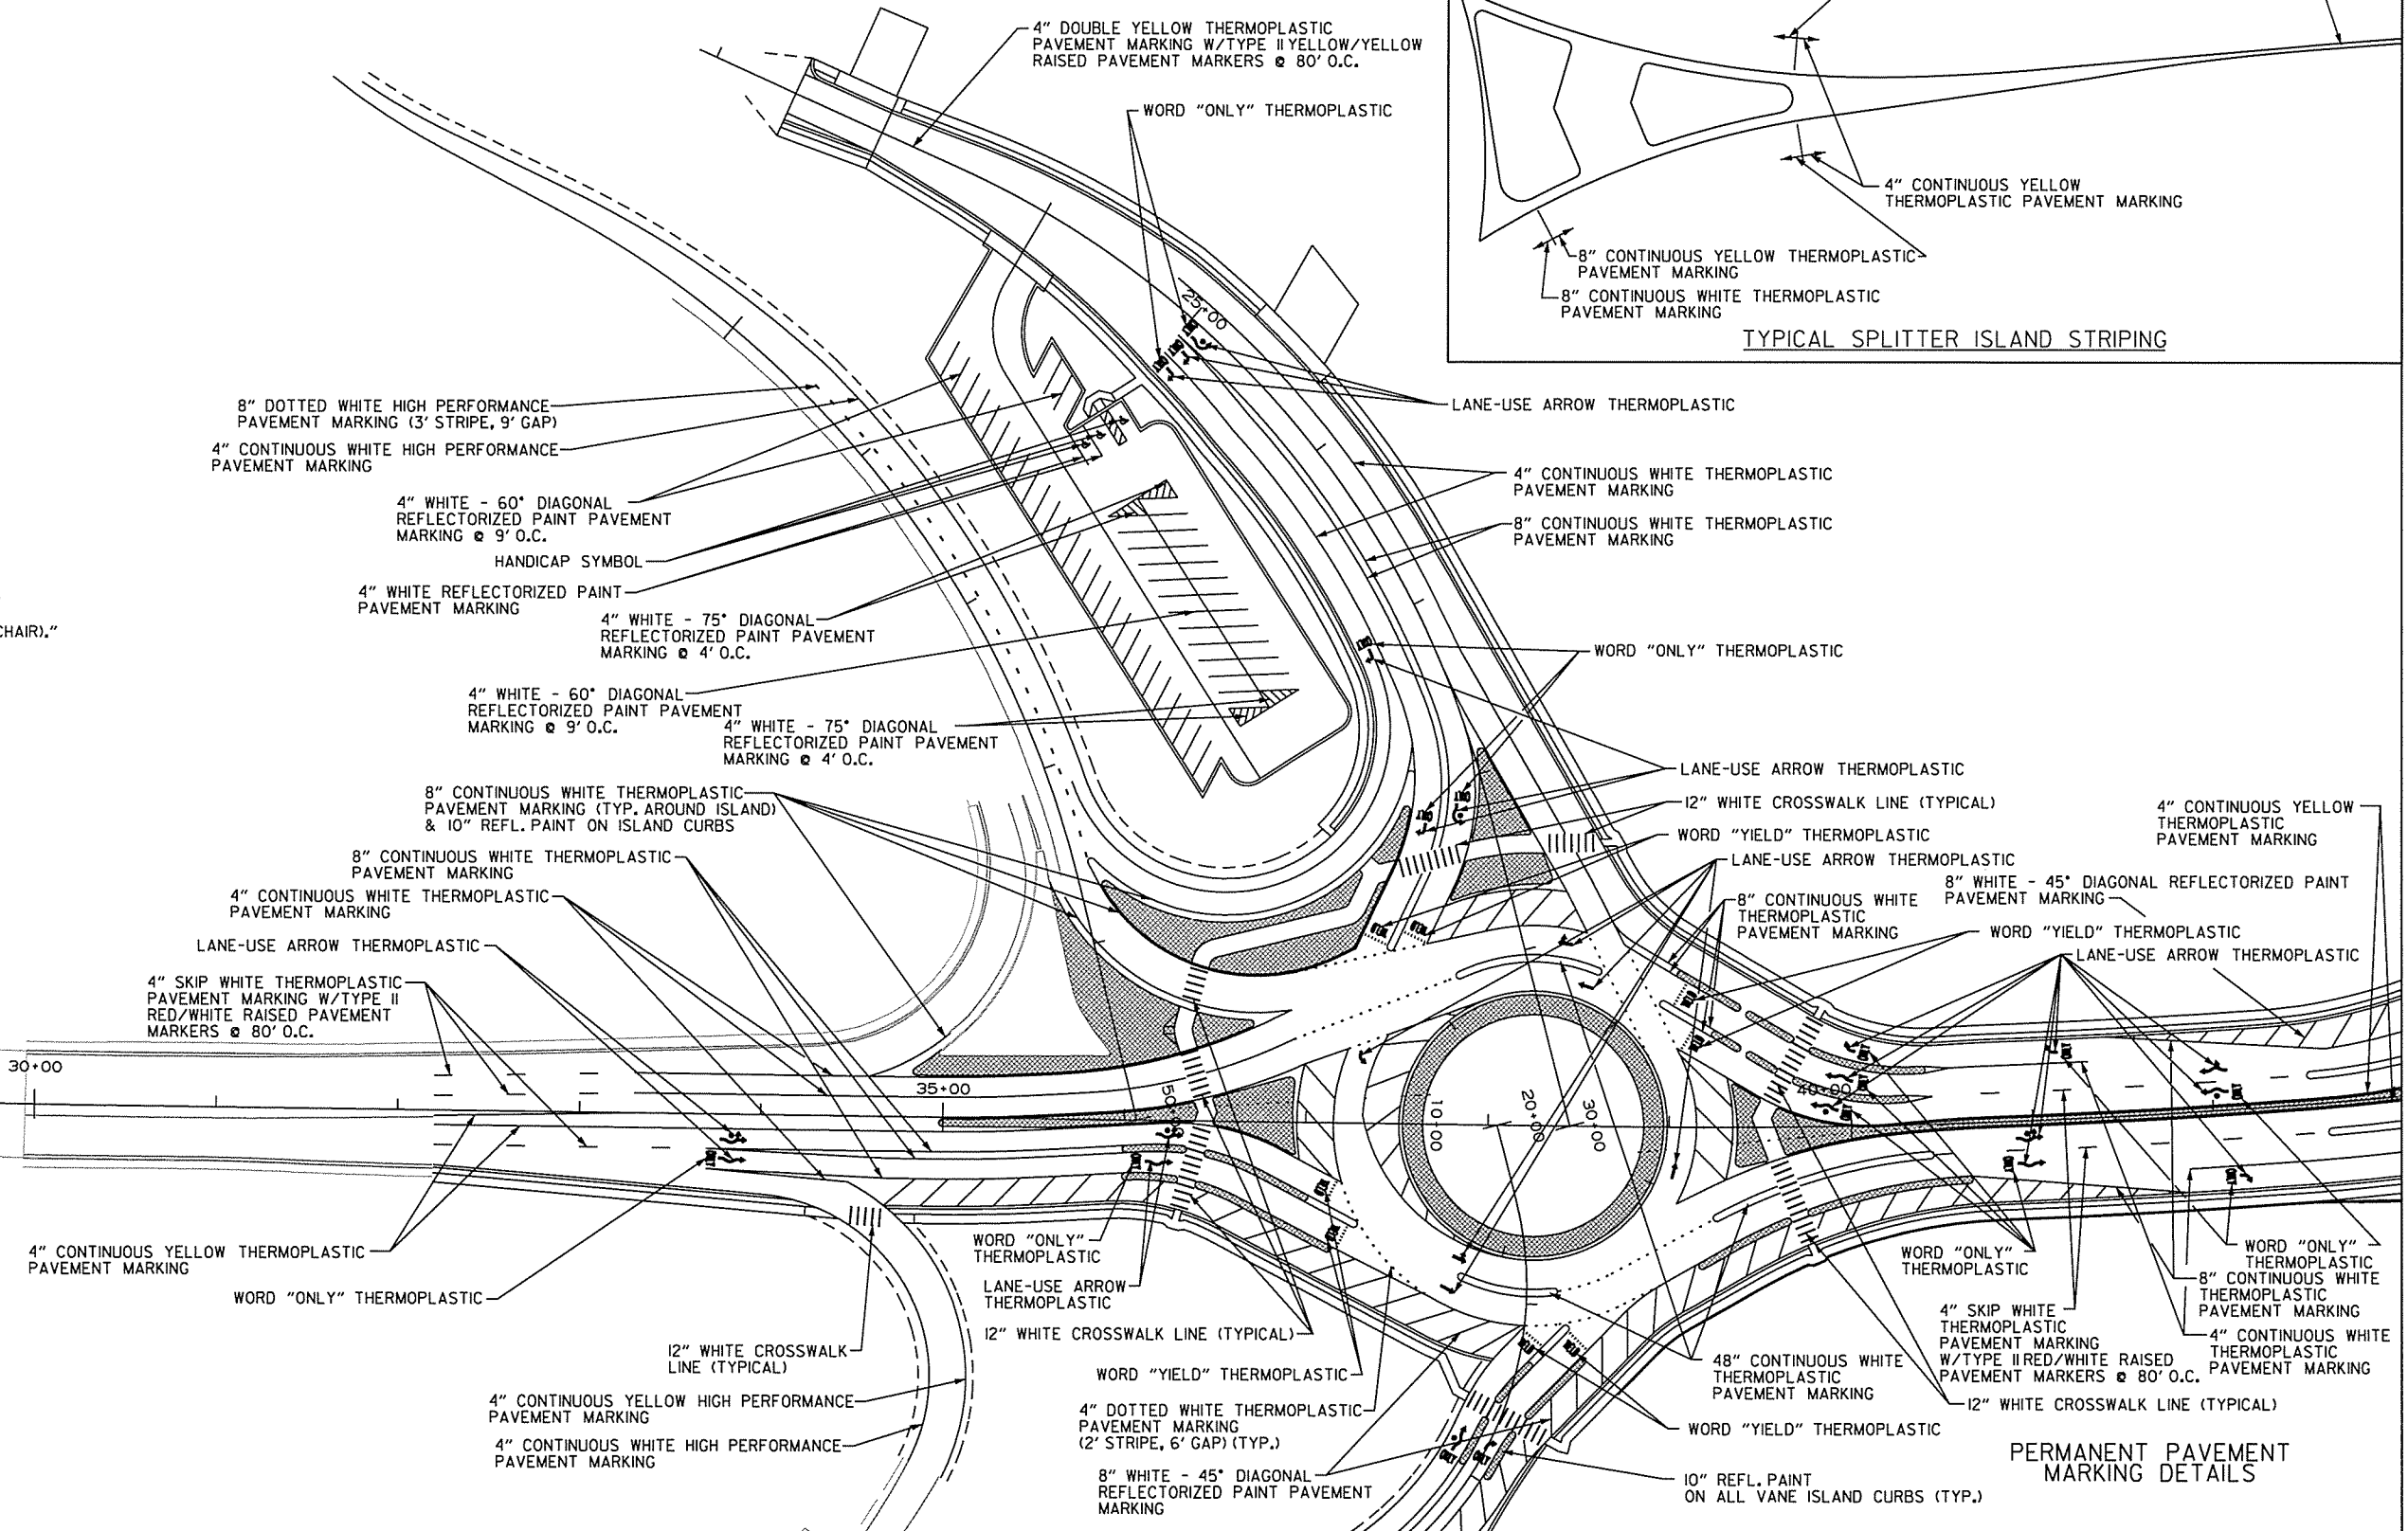 4" DOUBLE YELLOW THERMOPLASTIC
PAVEMENT MARKING W/TYPE II YELLOW/YELLOW
RAISED PAVEMENT MARKERS @ 80' O.C.
WORD "ONLY" THERMOPLASTIC
4" CONTINUOUS YELLOW
THERMOPLASTIC PAVEMENT MARKING
8" CONTINUOUS YELLOW THERMOPLASTIC
PAVEMENT MARKING
8" CONTINUOUS WHITE THERMOPLASTIC
PAVEMENT MARKING
TYPICAL SPLITTER ISLAND STRIPING
25+00
LANE-USE ARROW THERMOPLASTIC
8" DOTTED WHITE HIGH PERFORMANCE
PAVEMENT MARKING (3' STRIPE, 9' GAP)
4" CONTINUOUS WHITE HIGH PERFORMANCE
PAVEMENT MARKING
4" WHITE - 60° DIAGONAL
REFLECTORIZED PAINT PAVEMENT
MARKING @ 9' O.C.
HANDICAP SYMBOL
4" WHITE REFLECTORIZED PAINT
PAVEMENT MARKING
4" CONTINUOUS WHITE THERMOPLASTIC
PAVEMENT MARKING
8" CONTINUOUS WHITE THERMOPLASTIC
PAVEMENT MARKING
CHAIR)."
4" WHITE - 75° DIAGONAL
REFLECTORIZED PAINT PAVEMENT
MARKING @ 4' O.C.
WORD "ONLY" THERMOPLASTIC
4" WHITE - 60° DIAGONAL
REFLECTORIZED PAINT PAVEMENT
MARKING @ 9' O.C.
4" WHITE - 75° DIAGONAL
REFLECTORIZED PAINT PAVEMENT
MARKING @ 4' O.C.
LANE-USE ARROW THERMOPLASTIC
12" WHITE CROSSWALK LINE (TYPICAL)
WORD "YIELD" THERMOPLASTIC
LANE-USE ARROW THERMOPLASTIC
4" CONTINUOUS YELLOW
THERMOPLASTIC
PAVEMENT MARKING
8" WHITE - 45° DIAGONAL REFLECTORIZED PAINT
PAVEMENT MARKING
8" CONTINUOUS WHITE
THERMOPLASTIC
PAVEMENT MARKING
WORD "YIELD" THERMOPLASTIC
LANE-USE ARROW THERMOPLASTIC
8" CONTINUOUS WHITE THERMOPLASTIC
PAVEMENT MARKING (TYP. AROUND ISLAND)
& 10" REFL. PAINT ON ISLAND CURBS
8" CONTINUOUS WHITE THERMOPLASTIC
PAVEMENT MARKING
4" CONTINUOUS WHITE THERMOPLASTIC
PAVEMENT MARKING
LANE-USE ARROW THERMOPLASTIC
4" SKIP WHITE THERMOPLASTIC
PAVEMENT MARKING W/TYPE II
RED/WHITE RAISED PAVEMENT
MARKERS @ 80' O.C.
30+00
35+00
50+00
10+00
20+00
30+00
40+00
4" CONTINUOUS YELLOW THERMOPLASTIC
PAVEMENT MARKING
WORD "ONLY" THERMOPLASTIC
12" WHITE CROSSWALK
LINE (TYPICAL)
4" CONTINUOUS YELLOW HIGH PERFORMANCE
PAVEMENT MARKING
4" CONTINUOUS WHITE HIGH PERFORMANCE
PAVEMENT MARKING
WORD "ONLY"
THERMOPLASTIC
LANE-USE ARROW
THERMOPLASTIC
12" WHITE CROSSWALK LINE (TYPICAL)
WORD "YIELD" THERMOPLASTIC
4" DOTTED WHITE THERMOPLASTIC
PAVEMENT MARKING
(2' STRIPE, 6' GAP) (TYP.)
8" WHITE - 45° DIAGONAL
REFLECTORIZED PAINT PAVEMENT
MARKING
48" CONTINUOUS WHITE
THERMOPLASTIC
PAVEMENT MARKING
WORD "YIELD" THERMOPLASTIC
10" REFL. PAINT
ON ALL VANE ISLAND CURBS (TYP.)
WORD "ONLY"
THERMOPLASTIC
4" SKIP WHITE
THERMOPLASTIC
PAVEMENT MARKING
W/TYPE II RED/WHITE RAISED
PAVEMENT MARKERS @ 80' O.C.
WORD "ONLY"
THERMOPLASTIC
8" CONTINUOUS WHITE
THERMOPLASTIC
PAVEMENT MARKING
4" CONTINUOUS WHITE
THERMOPLASTIC
PAVEMENT MARKING
12" WHITE CROSSWALK LINE (TYPICAL)
PERMANENT PAVEMENT
MARKING DETAILS